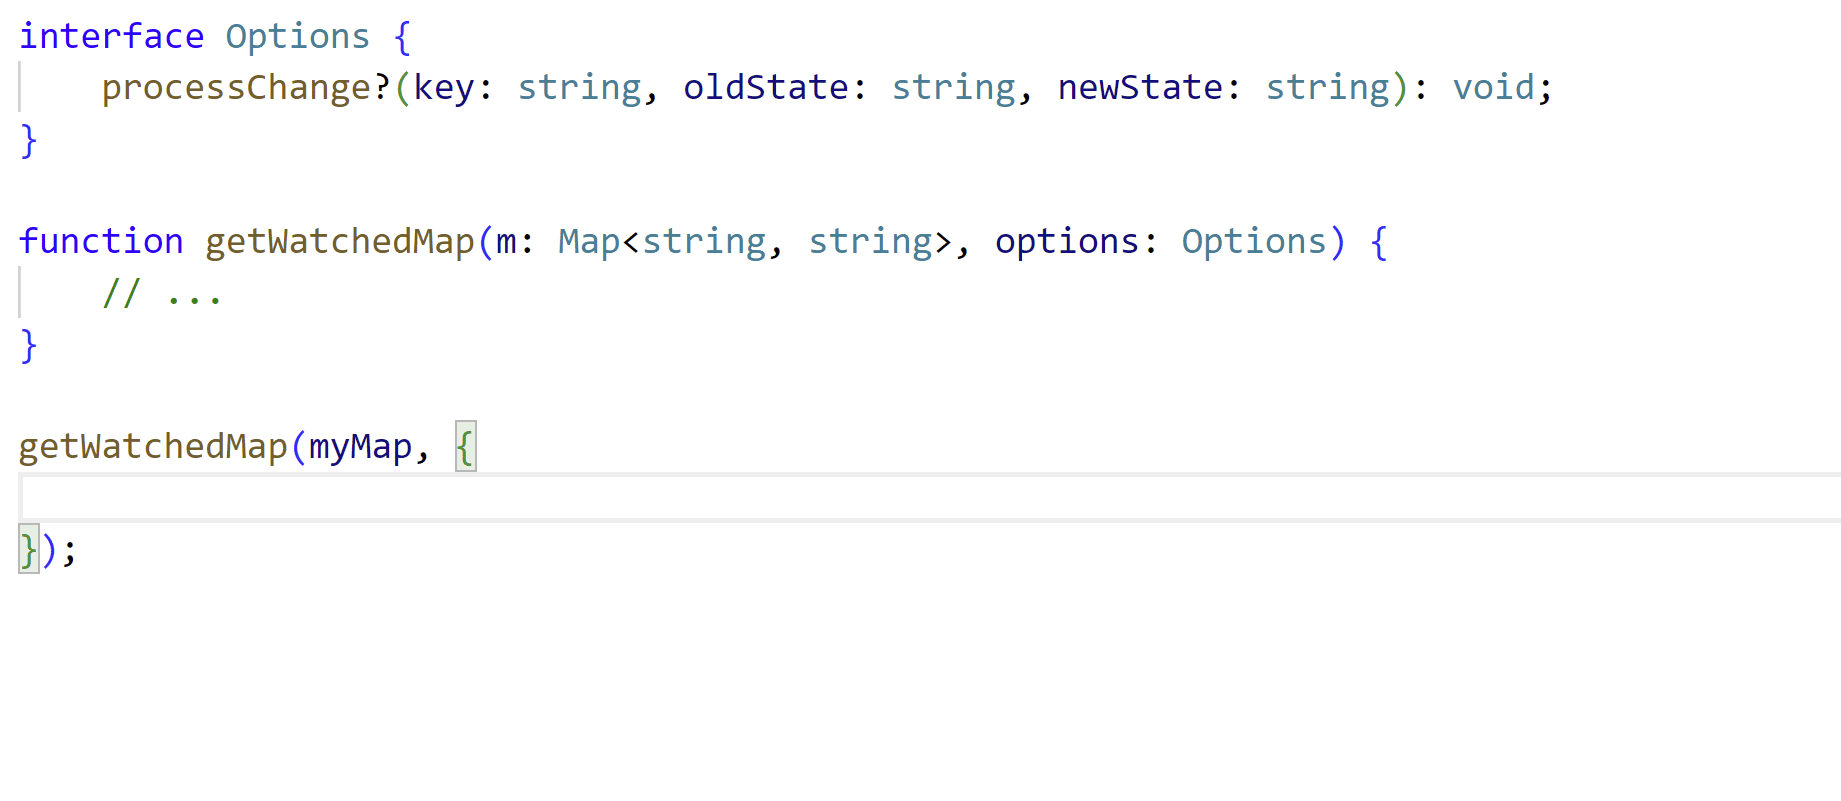 interface Options {
    processChange?(key: string, oldState: string, newState: string): void;
}

function getWatchedMap(m: Map<string, string>, options: Options) {
    // ...
}

getWatchedMap(myMap, {

});